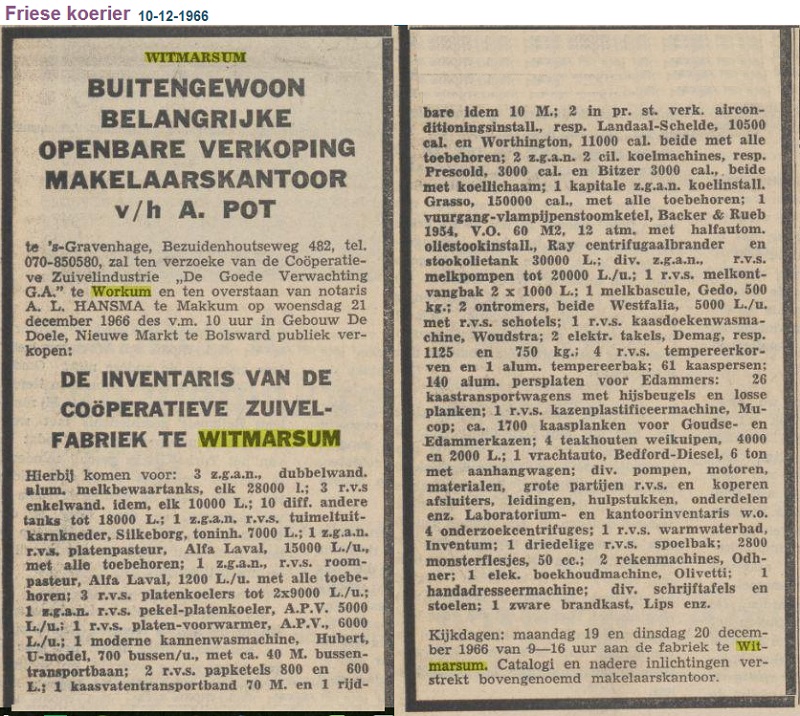 Friese koerier 10-12-1966
WITMARSUM
BUITENGEWOON
BELANGRIJKE
OPENBARE VERKOPING
MAKELAARSKANTOOR
v/h A. POT
te 's-Gravenhage, Bezuidenhoutseweg 482, tel.
070-850580, zal ten verzoeke van de Coöperatie-
ve Zuivelindustrie „De Goede Verwachting
G.A." te Workum en ten overstaan van notaris
A. L. HANSMA te Makkum op woensdag 21
december 1966 des v.m. 10 uur in Gebouw De
Doele, Nieuwe Markt te Bolsward publiek ver-
kopen:
DE INVENTARIS VAN DE
COöPERATIEVE ZUIVEL-
FABRIEK TE WITMARSUM
Hierbij komen voor: 3 z.g.a.n., dubbelwand.
alum. melkbewaartanks, elk 28000 l.; 3 r.v.s
enkelwand. idem, elk 10000 L.; 10 diff. andere
tanks tot 18000 L.; 1 z.g.a.n. r.v.s. tuimeltuit-
karnkneder, Silkeborg, toninh. 7000 L.; 1 z.g.a.n.
r.v.s. platenpasteur, Alfa Laval, 15000 L./u.,
met alle toebehoren; 1 z.g.a.n., r.v.s. room-
pasteur, Alfa Laval, 1200 L./u. met alle toebe-
horen; 3 r.v.s. platenkoelers tot 2x9000 L./u.;
1 z.g.a.n. r.v.s. pekel-platenkoeler, A.P.V. 5000
L./u.; 1 r.v.s. platen-voorwarmer, A.P.V., 6000
L./u.; 1 moderne kannenwasmachine, Hubert,
U-model, 700 bussen/u., met ca. 40 M. bussen-
transportbaan; 2 r.v.s. papketels 800 en 600
L.; 1 kaasvatentransportband 70 M. en 1 rijd-
bare idem 10 M.; 2 in pr. st. verk. aircon-
ditioningsinstall., resp. Landaal-Schelde, 10500
cal. en Worthington, 11000 cal. beide met alle
toebehoren; 2 z.g.a.n. 2 cil. koelmachines, resp.
Prescold, 3000 cal. en Bitzer 3000 cal., beide
met koellichaam; 1 kapitale z.g.a.n. koelinstall.
Grasso, 150000 cal., met alle toebehoren; 1
vuurgang-vlampijpenstoomketel, Backer & Rueb
1954, V.O. 60 M2, 12 atm. met halfautom.
oliestookinstall., Ray centrifugaalbrander en
stookolietank 30000 L.; div. z.g.a.n., r.v.s.
melkpompen tot 20000 L./u.; 1 r.v.s. melkont-
vangbak 2 x 1000 L.; 1 melkbascule, Gedo, 500
kg.; 2 ontromers, beide Westfalia, 5000 L./u.
met r.v.s. schotels; 1 r.v.s. kaasdoekenwasma-
chine, Woudstra; 2 elektr. takels, Demag, resp.
1125 en 750 kg.; 4 r.v.s. tempereerkor-
ven en 1 alum. tempereerbak; 61 kaaspersen;
140 alum. persplaten voor Edammers; 26
kaastransportwagens met hijsbeugels en losse
planken; 1 r.v.s. kazenplastificeermachine, Mu-
cop; ca. 1700 kaasplanken voor Goudse- en
Edammerkazen; 4 teakhouten weikuipen, 4000
en 2000 L.; 1 vrachtauto, Bedford-Diesel, 6 ton
met aanhangwagen; div. pompen, motoren,
materialen, grote partijen r.v.s. en koperen
afsluiters, leidingen, hulpstukken, onderdelen
enz. Laboratorium- en kantoorinventaris w.o.
4 onderzoekcentrifuges; 1 r.v.s. warmwaterbad,
Inventum; 1 driedelige r.v.s. spoelbak; 2800
monsterflesjes, 50 cc.; 2 rekenmachines, Odh-
ner; 1 elek. boekhoudmachine, Olivetti; 1
handadresseermachine; div. schrijftafels en
stoelen; 1 zware brandkast, Lips enz.
Kijkdagen: maandag 19 en dinsdag 20 decem-
ber 1966 van 9—16 uur aan de fabriek te Wit-
marsum. Catalogi en nadere inlichtingen ver-
strekt bovengenoemd makelaarskantoor.